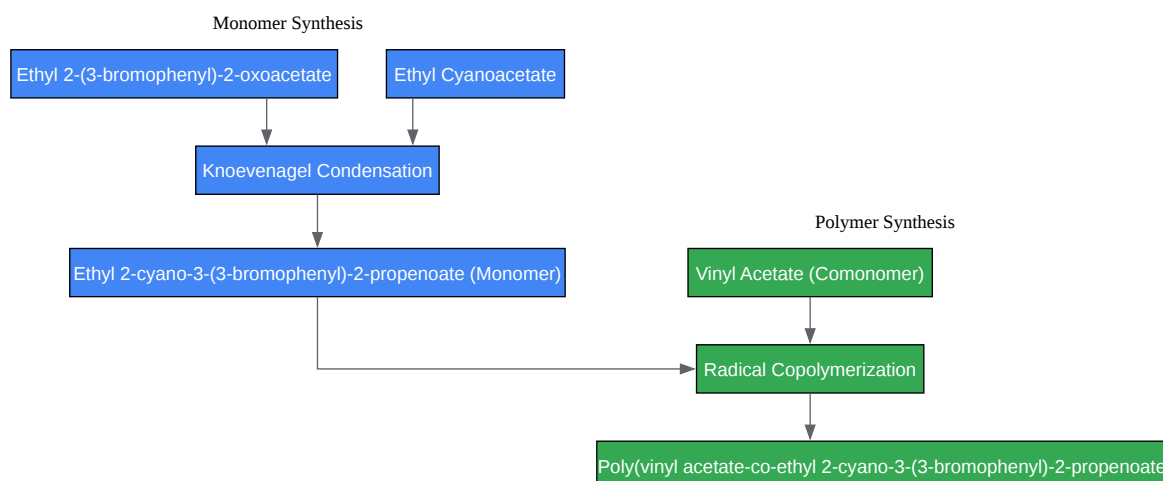 Monomer Synthesis
Ethyl 2-(3-bromophenyl)-2-oxoacetate
Ethyl Cyanoacetate
Knoevenagel Condensation
Polymer Synthesis
Ethyl 2-cyano-3-(3-bromophenyl)-2-propenoate (Monomer)
Vinyl Acetate (Comonomer)
Radical Copolymerization
Poly(vinyl acetate-co-ethyl 2-cyano-3-(3-bromophenyl)-2-propenoate